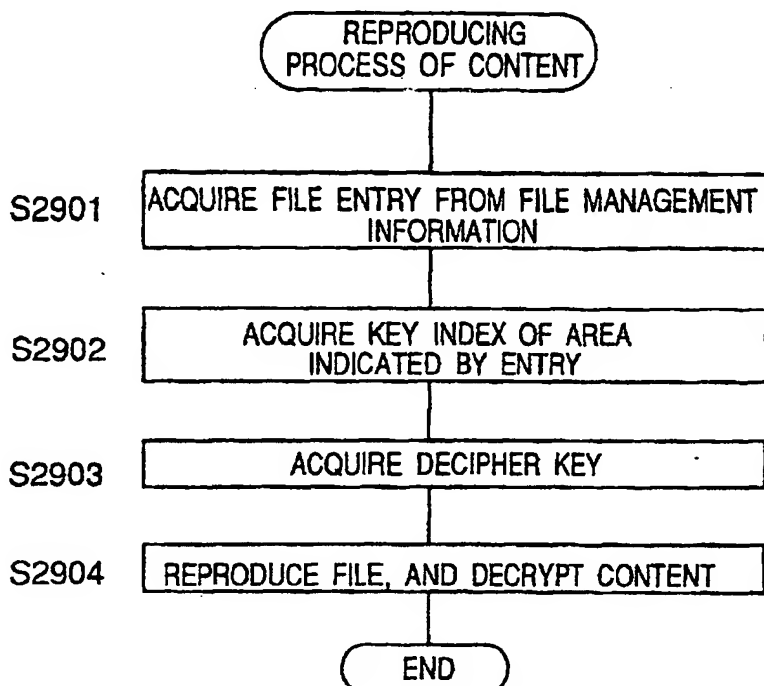 REPRODUCING
PROCESS OF CONTENT
S2901
ACQUIRE FILE ENTRY FROM FILE MANAGEMENT
INFORMATION
S2902
ACQUIRE KEY INDEX OF AREA
INDICATED BY ENTRY
S2903
ACQUIRE DECIPHER KEY
S2904
REPRODUCE FILE, AND DECRYPT CONTENT
END